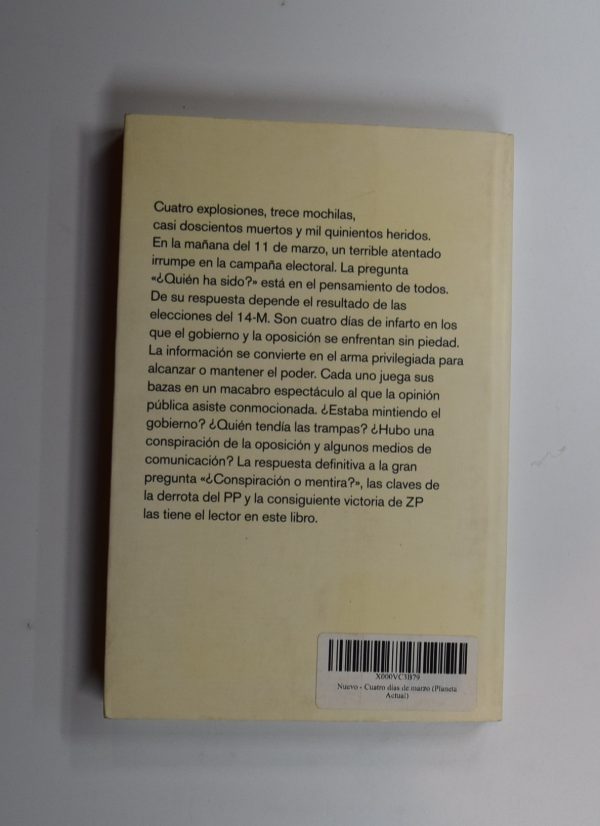 Cuatro explosiones, trece mochilas,
casi doscientos muertos y mil quinientos heridos.
En la mañana del 11 de marzo, un terrible atentado
irrumpe en la campaña electoral. La pregunta
«¿Quién ha sido?» está en el pensamiento de todos.
De su respuesta depende el resultado de las
elecciones del 14-M. Son cuatro días de infarto en los
que el gobierno y la oposición se enfrentan sin piedad.
La información se convierte en el arma privilegiada para
alcanzar o mantener el poder. Cada uno juega sus
bazas en un macabro espectáculo al que la opinión
pública asiste conmocionada. ¿Estaba mintiendo el
gobierno? ¿Quién tendía las trampas? ¿Hubo una
conspiración de la oposición y algunos medios de
comunicación? La respuesta definitiva a la gran
pregunta «¿Conspiración o mentira?», las claves de
la derrota del PP y la consiguiente victoria de ZP
las tiene el lector en este libro.
X000VC3B79
Nuevo - Cuatro días de marzo (Planeta
Actual)